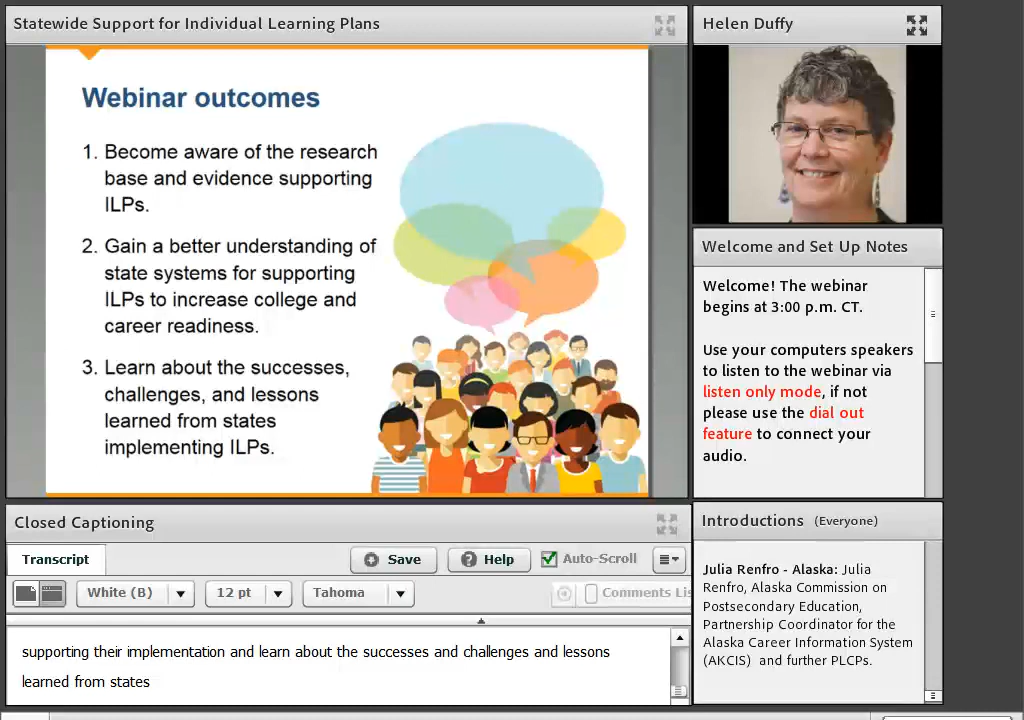 Statewide Support for Individual Learning Plans
Webinar outcomes
1. Become aware of the research
base and evidence supporting
ILPs.
2. Gain a better understanding of
state systems for supporting
ILPs to increase college and
career readiness.
3. Learn about the successes,
challenges, and lessons
learned from states
implementing ILPs.
Helen Duffy
Welcome and Set Up Notes
Welcome! The webinar
begins at 3:00 p.m. CT.
Use your computers speakers
to listen to the webinar via
listen only mode, if not
please use the dial out
feature to connect your
audio.
Closed Captioning
Transcript
Save
Help
Auto-Scroll
White (B)
12 pt
Tahoma
Comments Lis
supporting their implementation and learn about the successes and challenges and lessons
learned from states
Introductions (Everyone)
Julia Renfro - Alaska: Julia
Renfro, Alaska Commission on
Postsecondary Education,
Partnership Coordinator for the
Alaska Career Information System
(AKCIS) and further PLCPs.